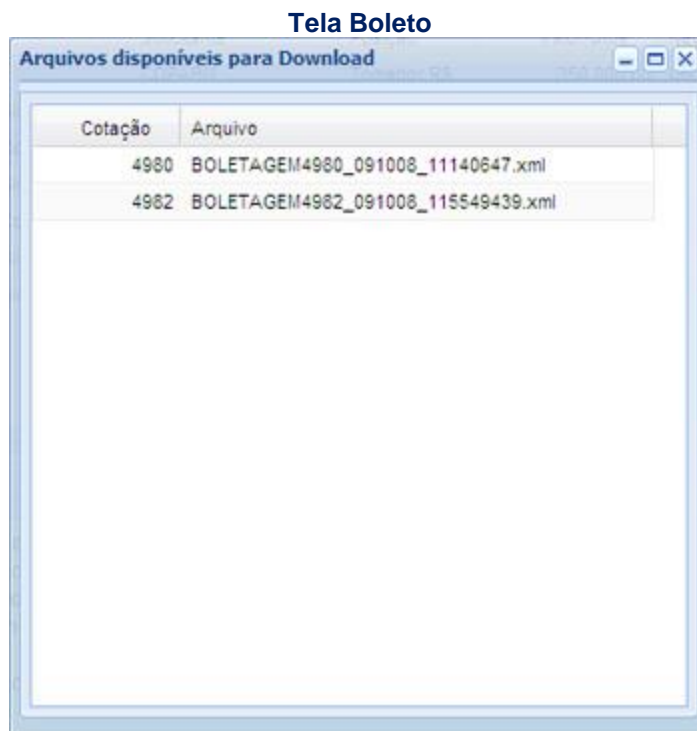 Tela Boleto
Arquivos disponíveis para Download
Cotação Arquivo
4980 BOLETAGEM4980_091008_11140647.xml
4982 BOLETAGEM4982_091008_115549439.xml